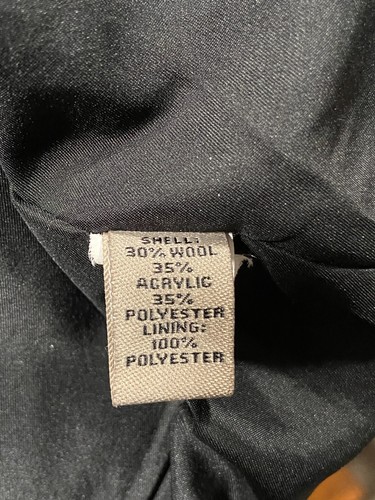 SHELL:
30% WOOL
35%
ACRYLIC
35%
POLYESTER
LINING:
100%
POLYESTER